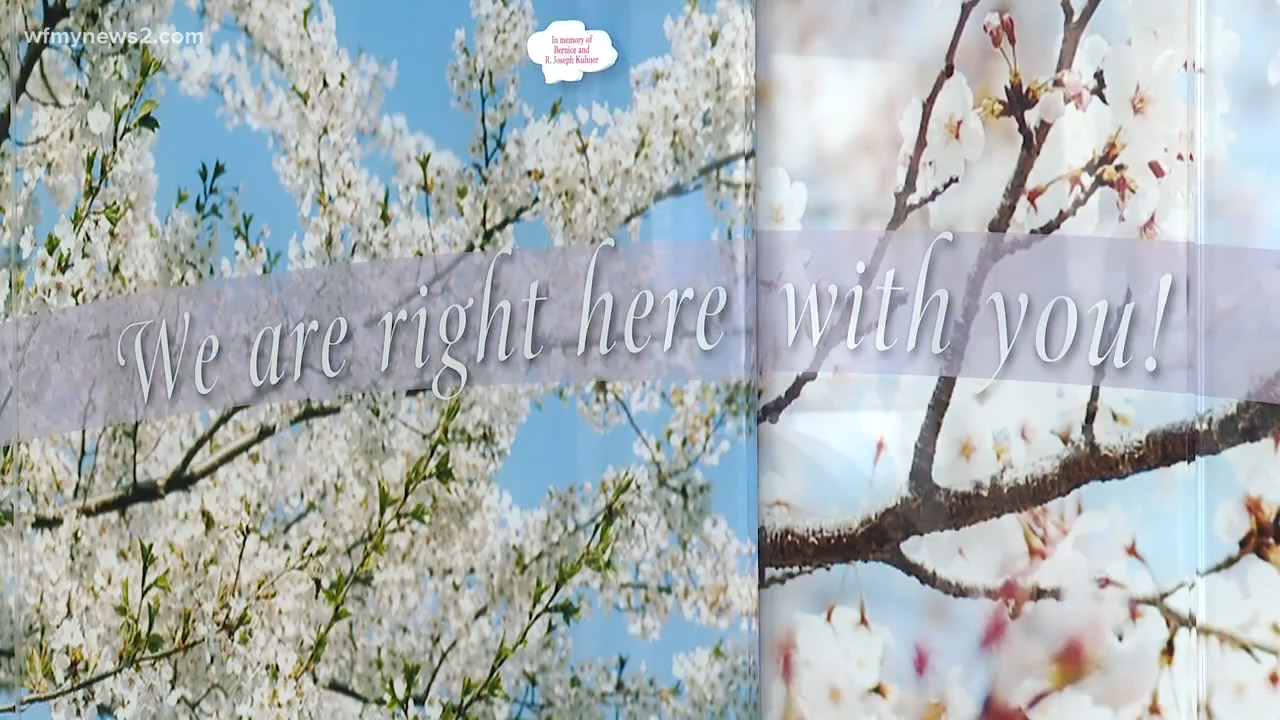 wfmynews2.com
In memory of
Bernice and
R. Joseph Kuhner
We are right here with you!